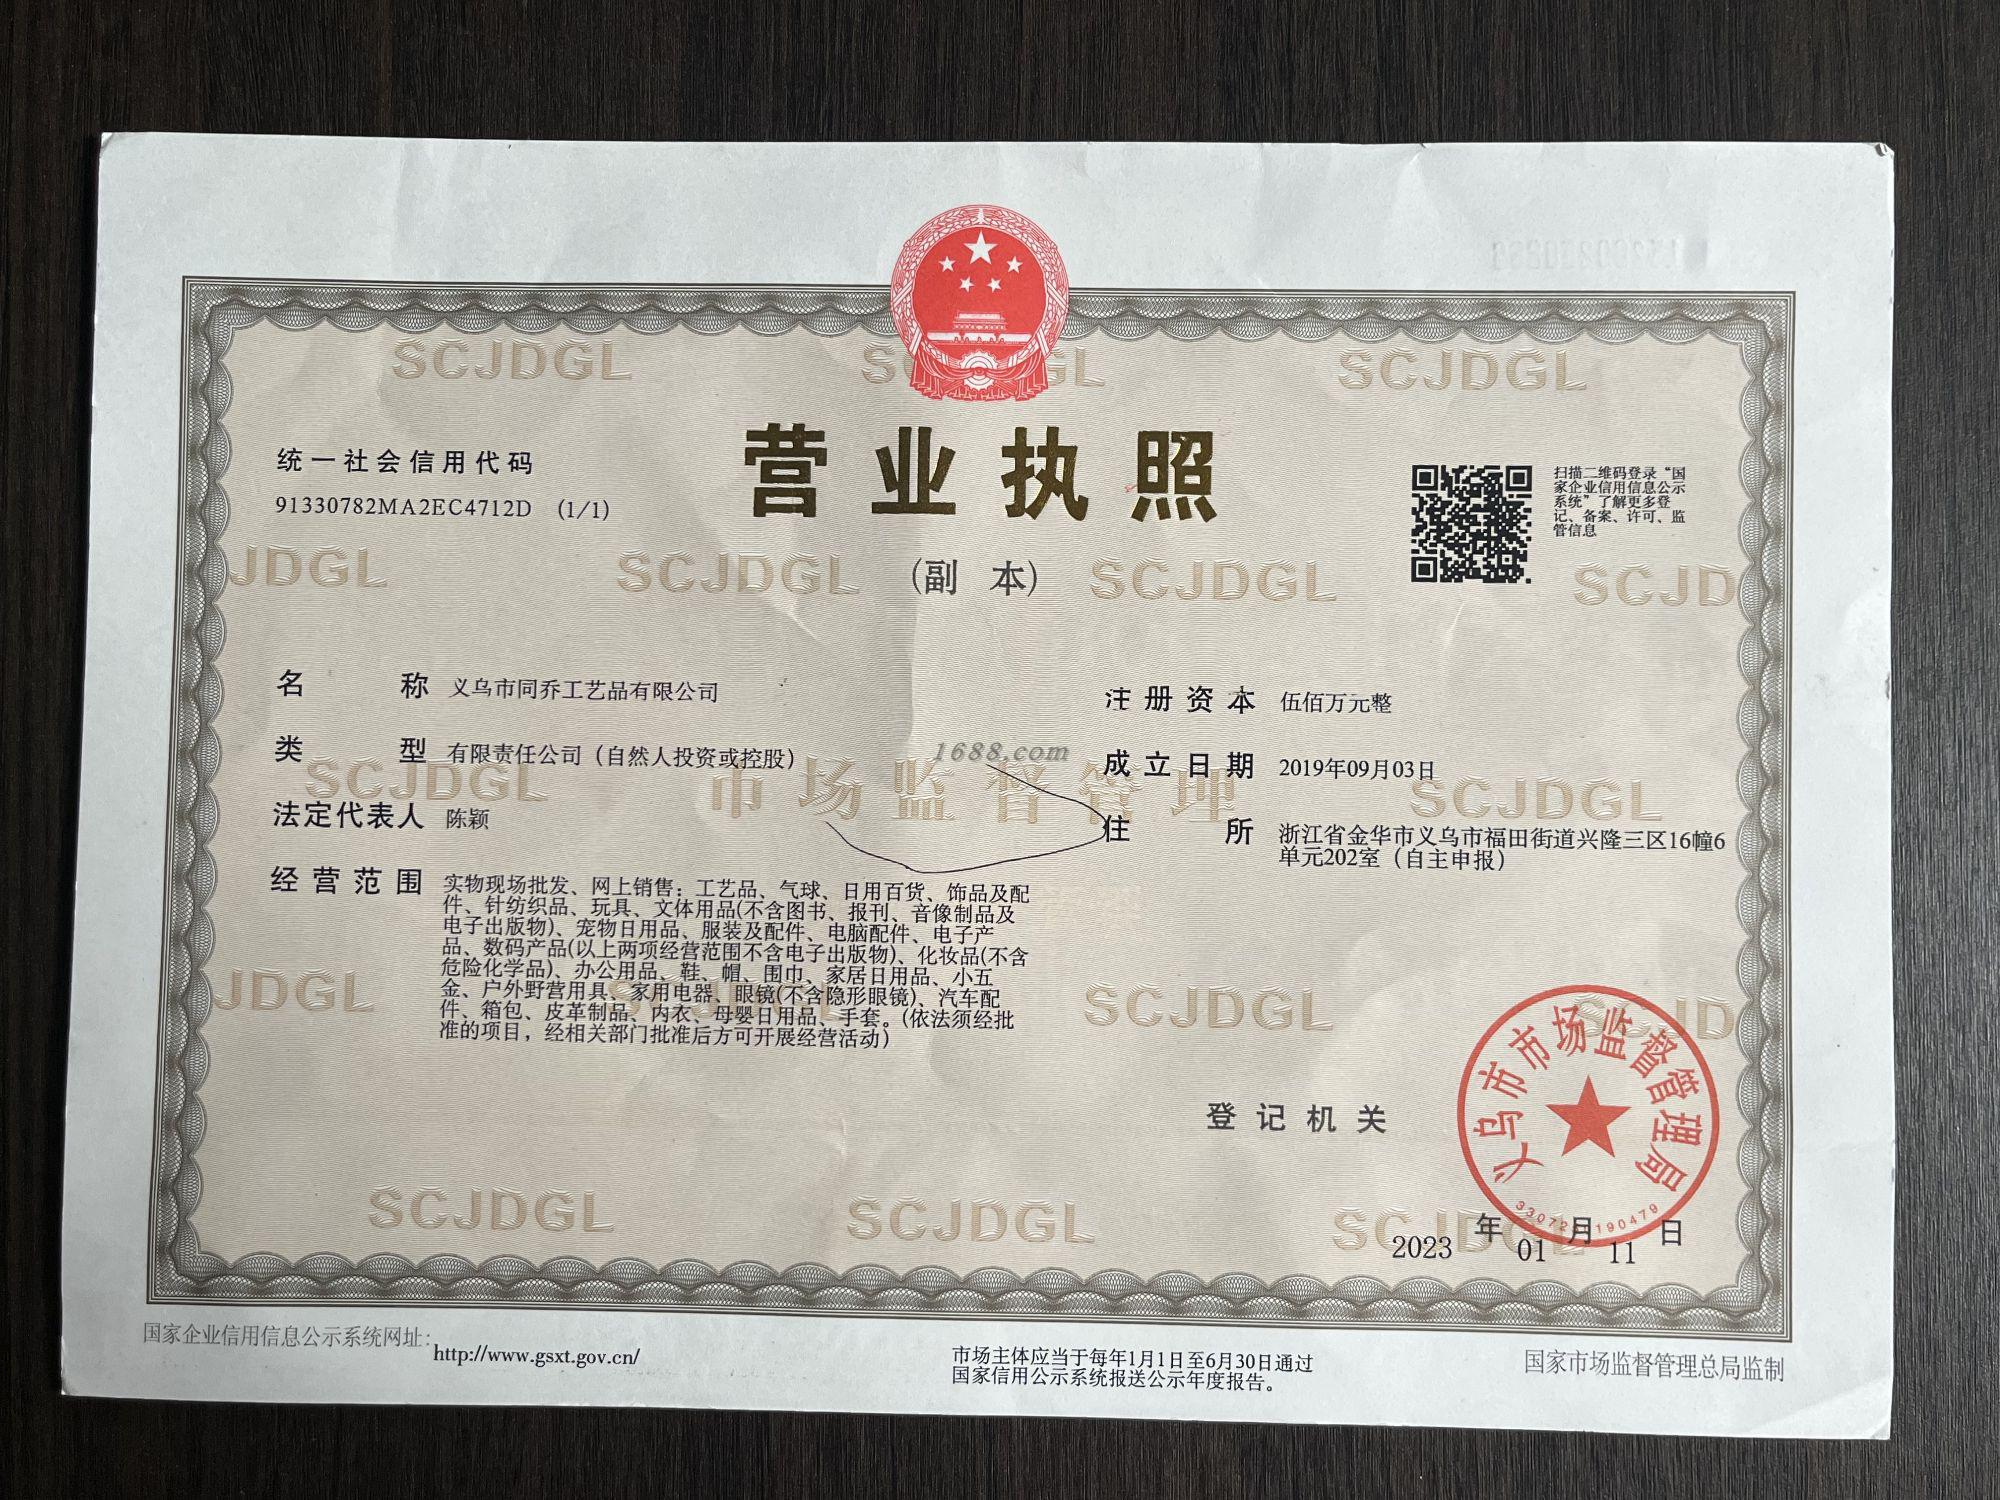 SCJDGL
SCJDGL
统一社会信用代码
91330782MA2EC4712D (1/1)
营业执照
(副 本)
扫描二维码登录“国
家企业信用信息公示
系统”了解更多登
记、备案、许可、监
管信息
JDGL
SCJDGL
SCJDGL
SCJD
名 称 义乌市同乔工艺品有限公司
类 型 有限责任公司（自然人投资或控股）
法定代表人 陈颖
经营范围 实物现场批发、网上销售：工艺品、气球、日用百货、饰品及配
件、针纺织品、玩具、文体用品(不含图书、报刊、音像制品及
电子出版物)、宠物日用品、服装及配件、电脑配件、电子产
品、数码产品(以上两项经营范围不含电子出版物)、化妆品(不含
危险化学品)、办公用品、鞋、帽、围巾、家居日用品、小五
金、户外野营用具、家用电器、眼镜(不含隐形眼镜)、汽车配
件、箱包、皮革制品、内衣、母婴日用品、手套。(依法须经批
准的项目，经相关部门批准后方可开展经营活动)
1688.com
SCJDGL
市场监督管理
SCJDGL
注册资本 伍佰万元整
成立日期 2019年09月03日
住 所 浙江省金华市义乌市福田街道兴隆三区16幢6
单元202室（自主申报）
JDGL
SCJDGL
SCJD
登记机关
义乌市市场监督管理局
2023 年 01 月 11 日
SCJDGL
SCJDGL
SCJDGL
国家企业信用信息公示系统网址：
http://www.gsxt.gov.cn/
市场主体应当于每年1月1日至6月30日通过
国家信用公示系统报送公示年度报告。
国家市场监督管理总局监制